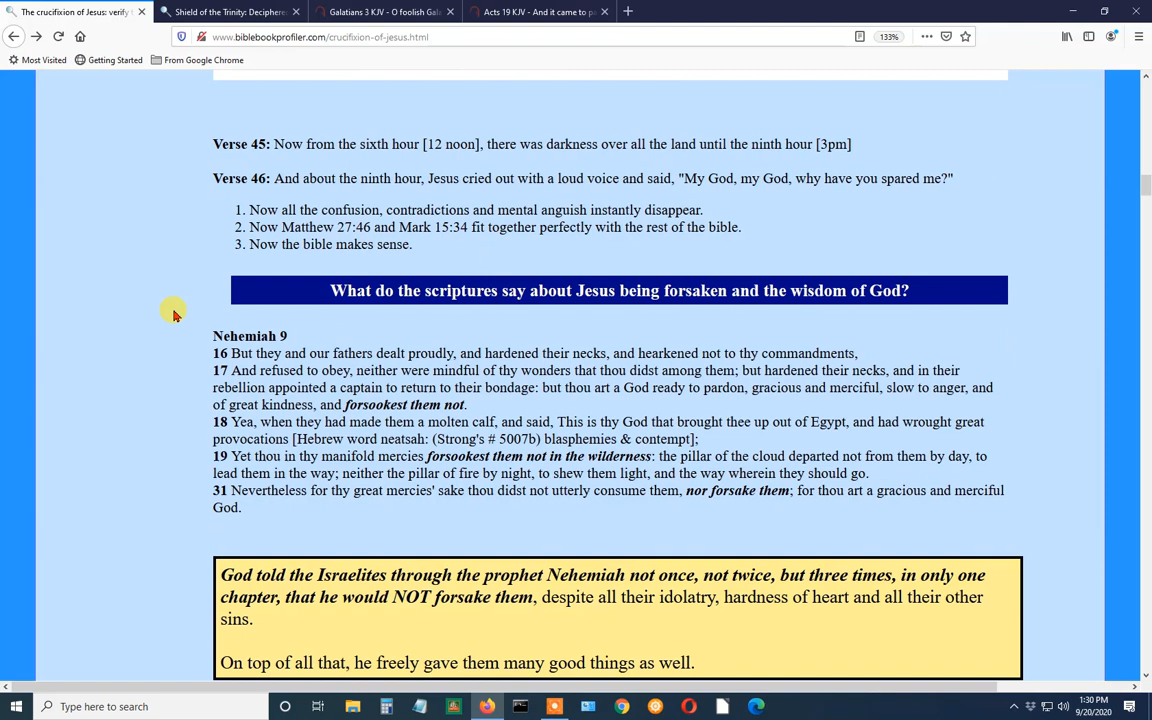 The crucifixion of Jesus: verify
Shield of the Trinity: Decipher
Galatians 3 KJV - O foolish Gala
Acts 19 KJV - And it came to pa
www.biblebookprofiler.com/crucifixion-of-jesus.html
133%
Most Visited
Getting Started
From Google Chrome
Verse 45: Now from the sixth hour [12 noon], there was darkness over all the land until the ninth hour [3pm]
Verse 46: And about the ninth hour, Jesus cried out with a loud voice and said, "My God, my God, why have you spared me?"
1. Now all the confusion, contradictions and mental anguish instantly disappear.
2. Now Matthew 27:46 and Mark 15:34 fit together perfectly with the rest of the bible.
3. Now the bible makes sense.
What do the scriptures say about Jesus being forsaken and the wisdom of God?
Nehemiah 9
16 But they and our fathers dealt proudly, and hardened their necks, and hearkened not to thy commandments,
17 And refused to obey, neither were mindful of thy wonders that thou didst among them; but hardened their necks, and in their
rebellion appointed a captain to return to their bondage: but thou art a God ready to pardon, gracious and merciful, slow to anger, and
of great kindness, and forsookest them not.
18 Yea, when they had made them a molten calf, and said, This is thy God that brought thee up out of Egypt, and had wrought great
provocations [Hebrew word neatsah: (Strong's # 5007b) blasphemies & contempt];
19 Yet thou in thy manifold mercies forsookest them not in the wilderness: the pillar of the cloud departed not from them by day, to
lead them in the way; neither the pillar of fire by night, to shew them light, and the way wherein they should go.
31 Nevertheless for thy great mercies' sake thou didst not utterly consume them, nor forsake them; for thou art a gracious and merciful
God.
God told the Israelites through the prophet Nehemiah not once, not twice, but three times, in only one
chapter, that he would NOT forsake them, despite all their idolatry, hardness of heart and all their other
sins.
On top of all that, he freely gave them many good things as well.
Type here to search
1:30 PM
9/20/2020